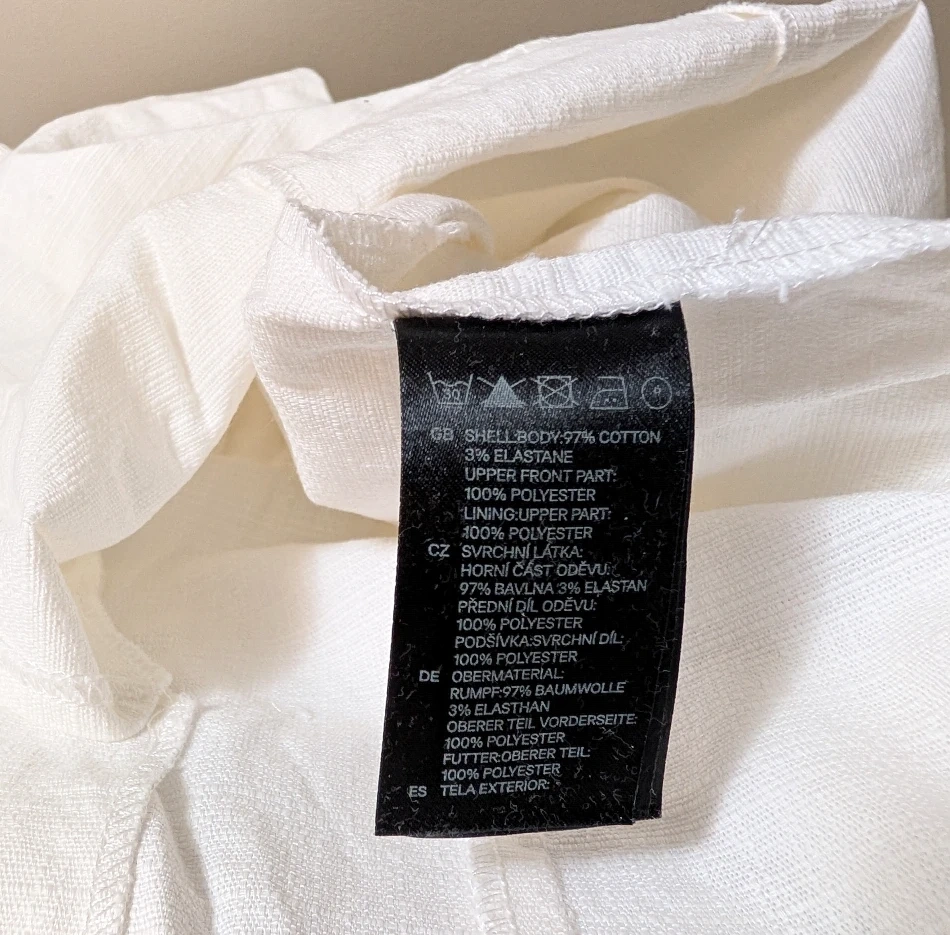 30
GB SHELL:BODY:97% COTTON
3% ELASTANE
UPPER FRONT PART:
100% POLYESTER
LINING:UPPER PART:
100% POLYESTER
CZ SVRCHNÍ LÁTKA:
HORNÍ ČÁST ODĚVU:
97% BAVLNA 3% ELASTAN
PŘEDNÍ DÍL ODĚVU:
100% POLYESTER
PODŠÍVKA:SVRCHNÍ DÍL:
100% POLYESTER
DE OBERMATERIAL:
RUMPF:97% BAUMWOLLE
3% ELASTHAN
OBERER TEIL VORDERSEITE:
100% POLYESTER
FUTTER:OBERER TEIL:
100% POLYESTER
ES TELA EXTERIOR: